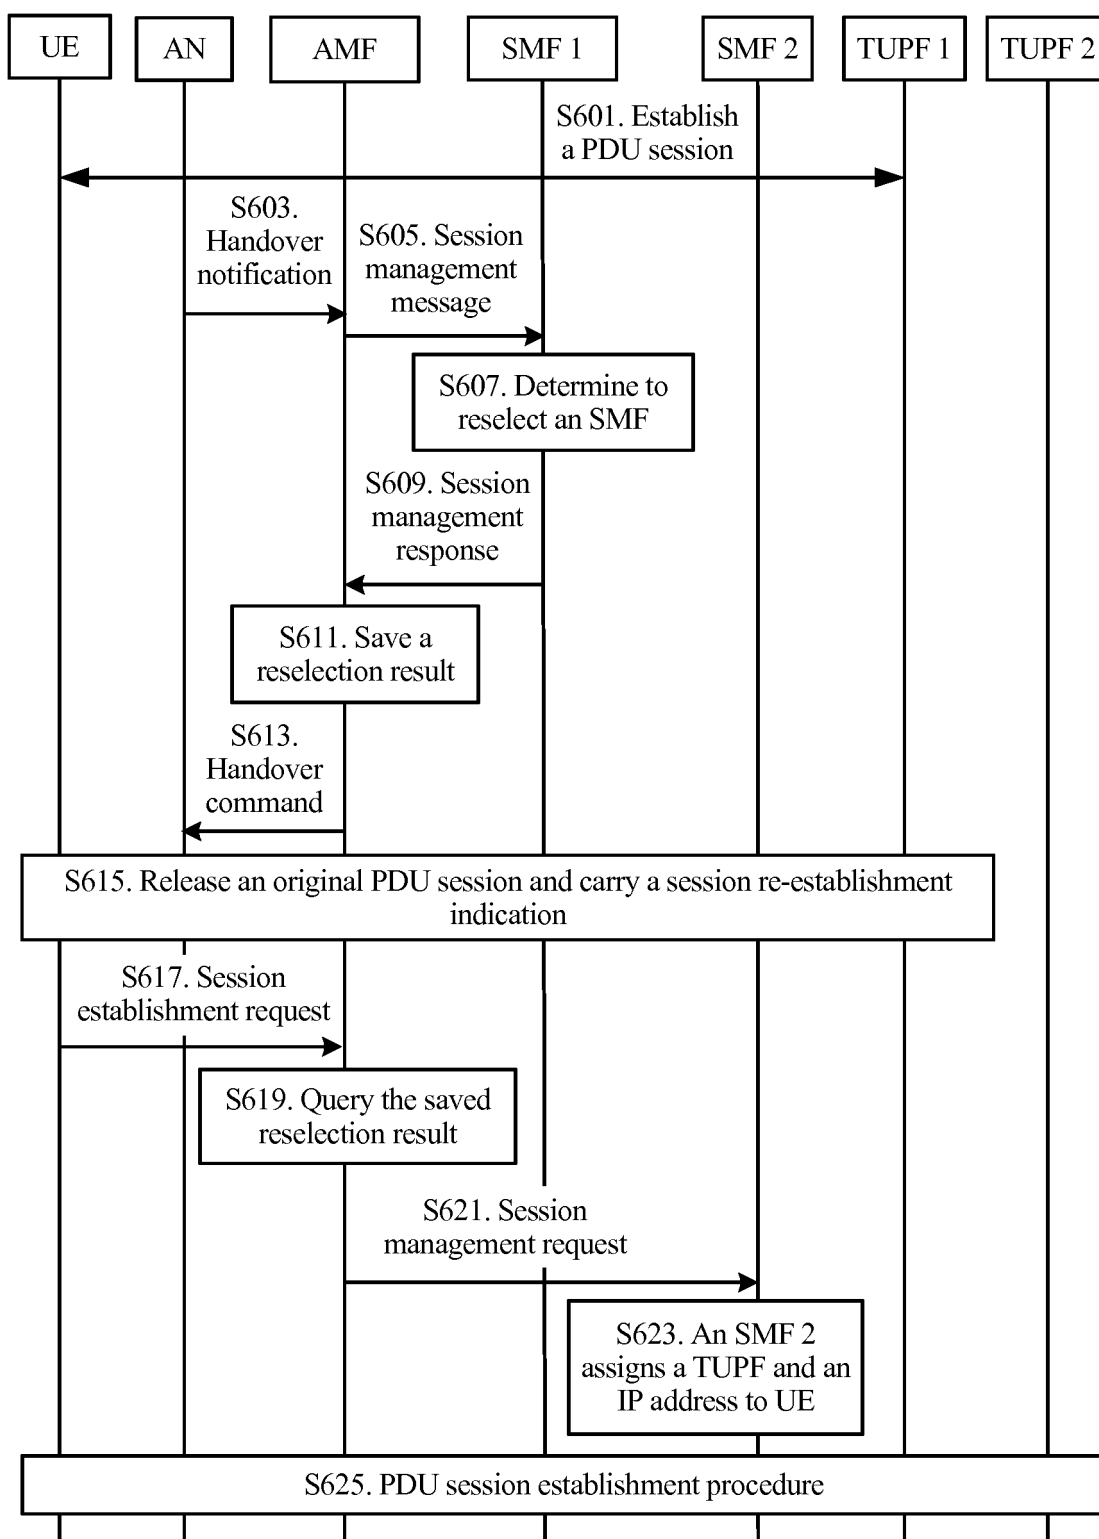 UE
AN
AMF
SMF 1
SMF 2
TUPF 1
TUPF 2
S601. Establish
a PDU session
S603.
Handover
notification
S605. Session
management
message
S607. Determine to
reselect an SMF
S609. Session
management
response
S611. Save a
reselection result
S613.
Handover
command
S615. Release an original PDU session and carry a session re-establishment
indication
S617. Session
establishment request
S619. Query the saved
reselection result
S621. Session
management request
S623. An SMF 2
assigns a TUPF and an
IP address to UE
S625. PDU session establishment procedure